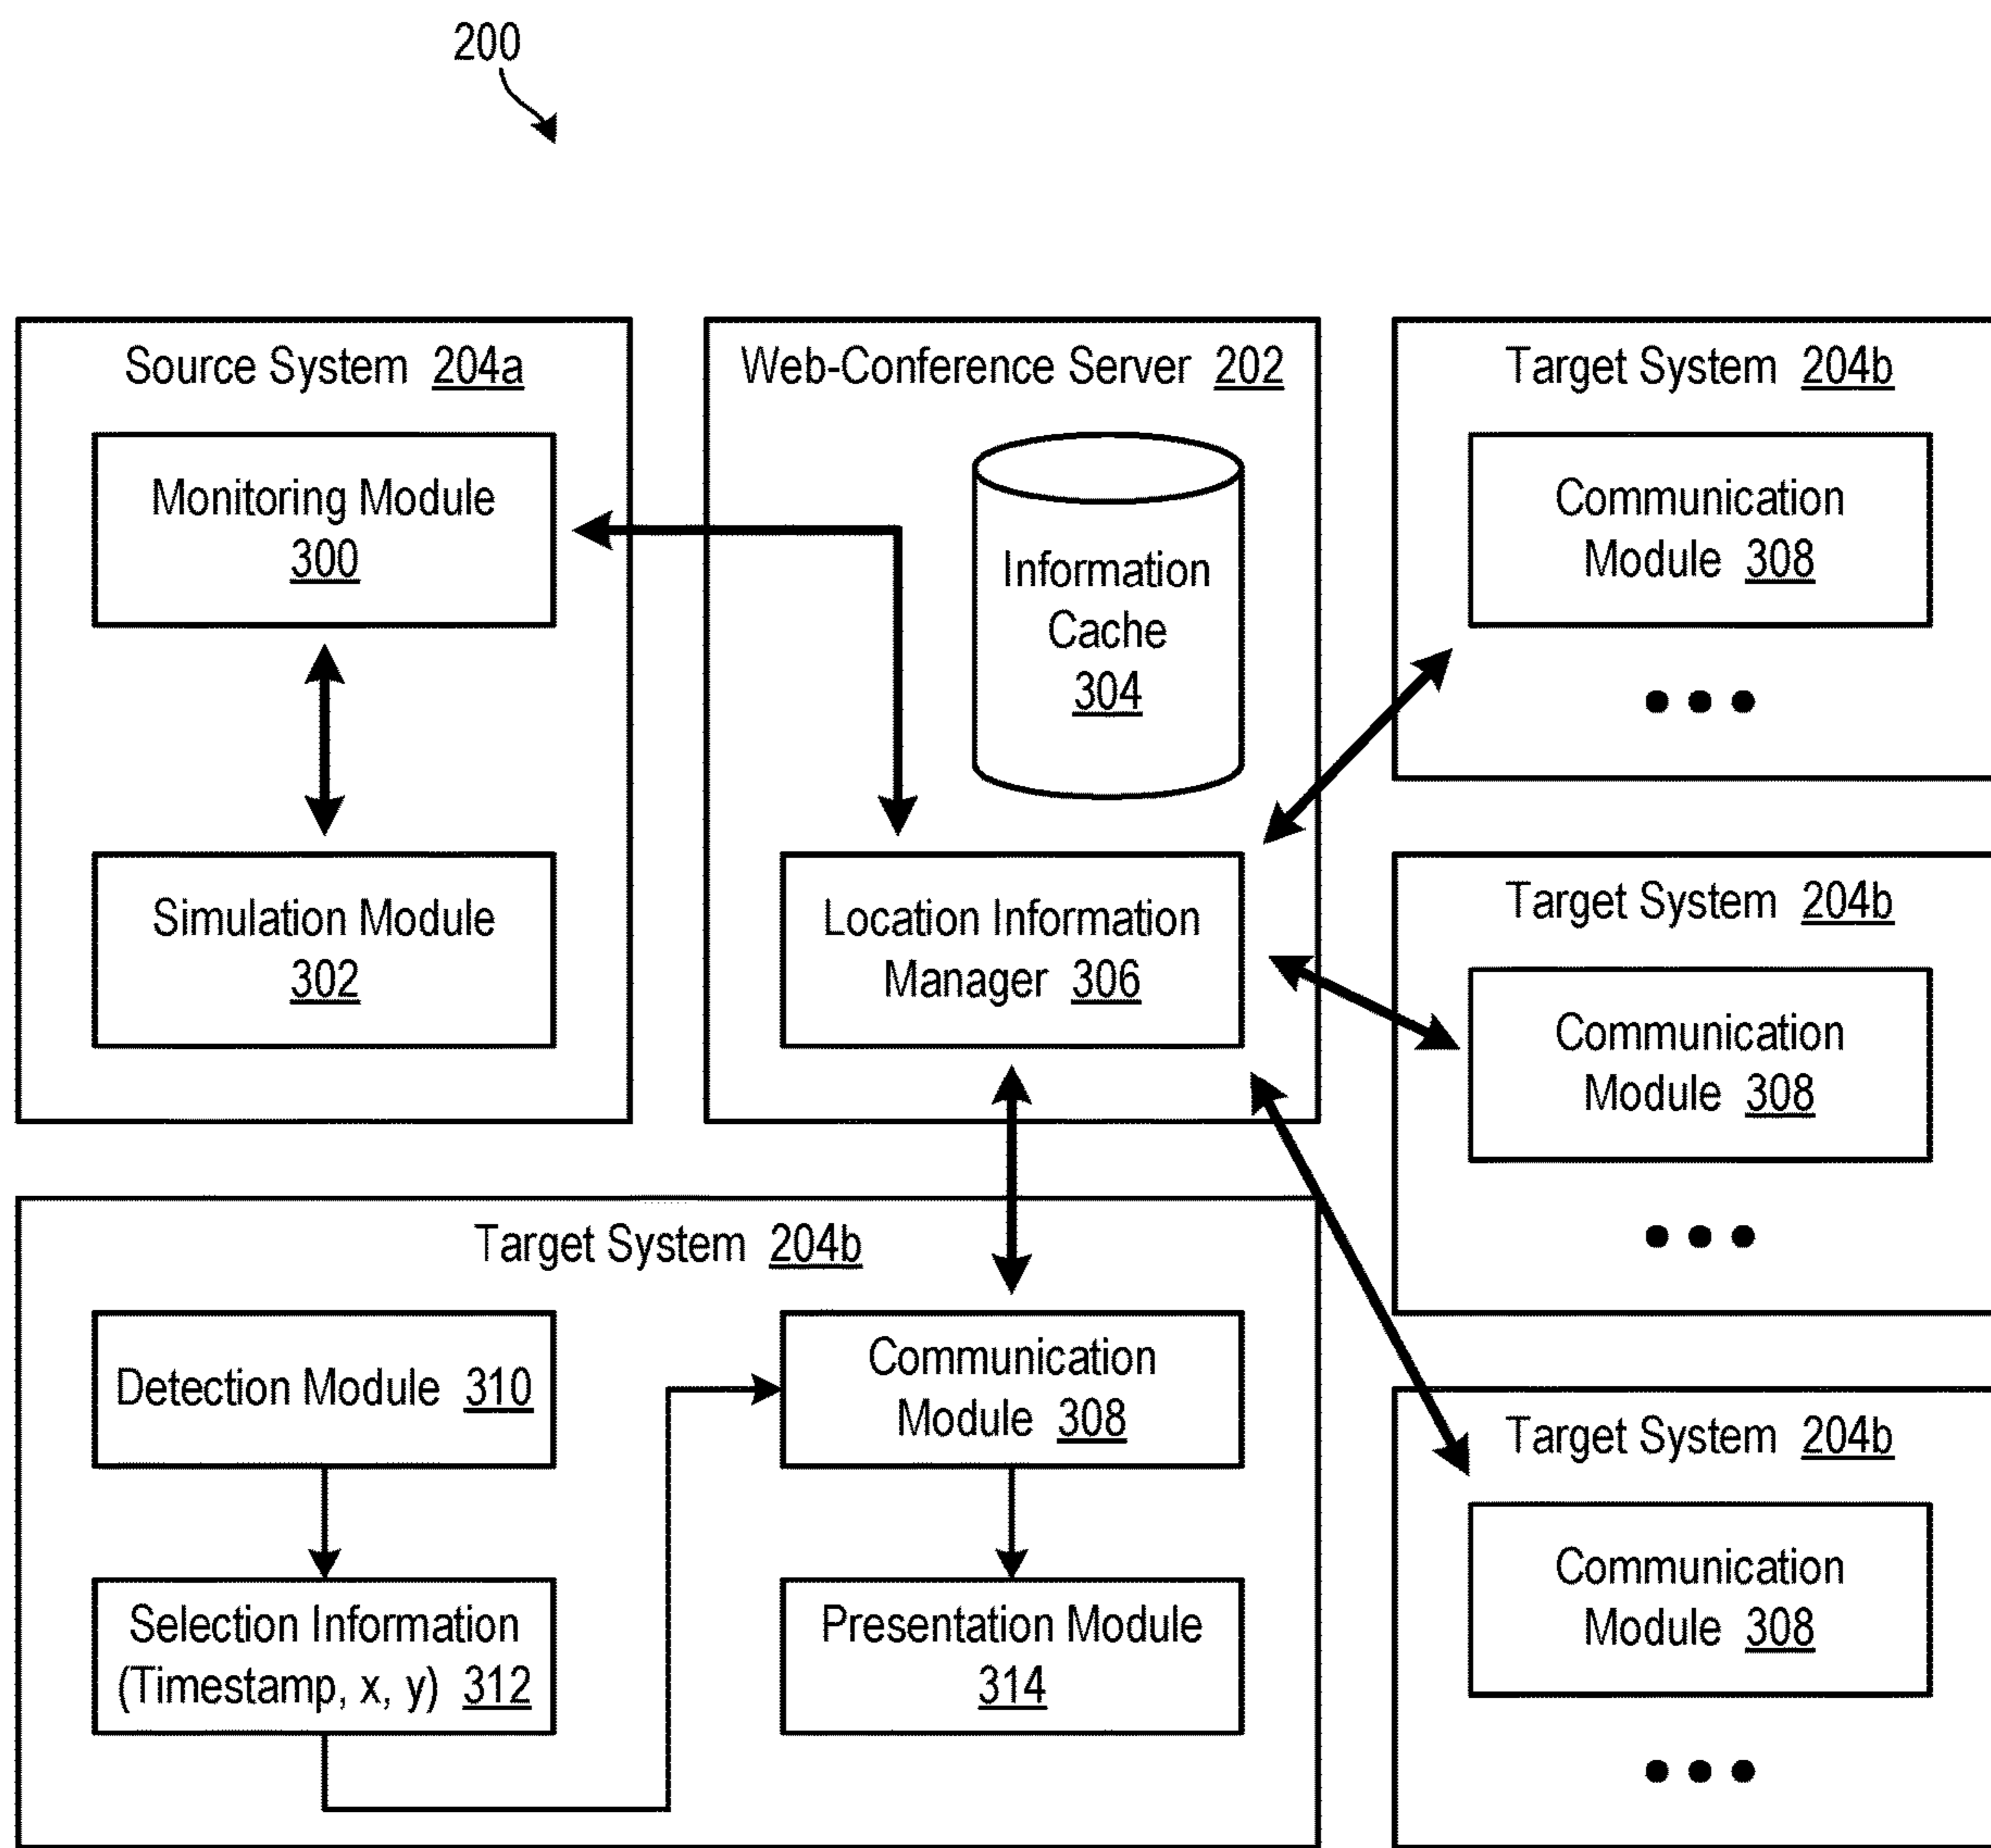 200
Source System 204a
Monitoring Module
300
Simulation Module
302
Web-Conference Server 202
Information
Cache
304
Location Information
Manager 306
Target System 204b
Communication
Module 308
Target System 204b
Communication
Module 308
Target System 204b
Detection Module 310
Selection Information
(Timestamp, x, y) 312
Communication
Module 308
Presentation Module
314
Target System 204b
Communication
Module 308